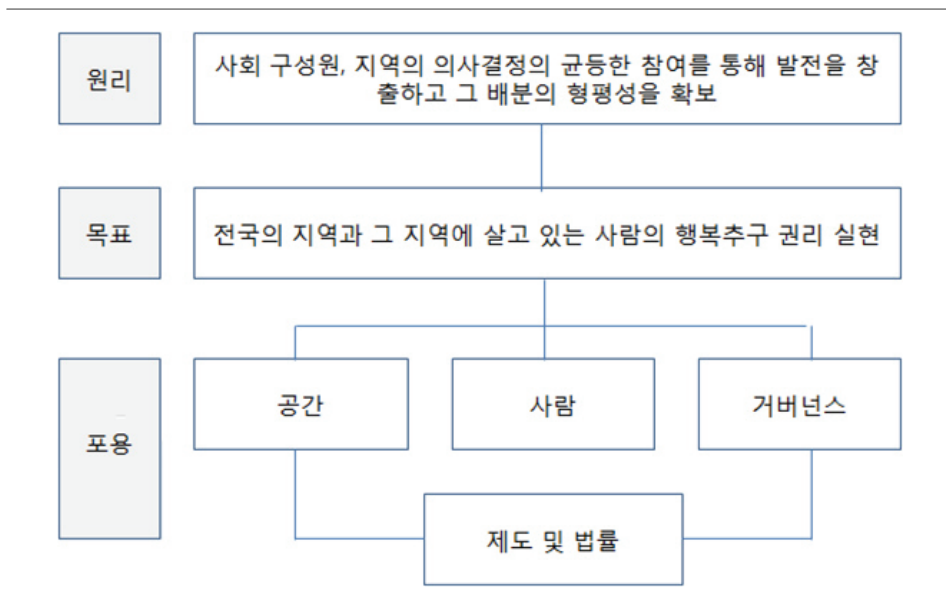 원리
사회 구성원, 지역의 의사결정의 균등한 참여를 통해 발전을 창
출하고 그 배분의 형평성을 확보
목표
전국의 지역과 그 지역에 살고 있는 사람의 행복추구 권리 실현
포용
공간
사람
거버넌스
제도 및 법률